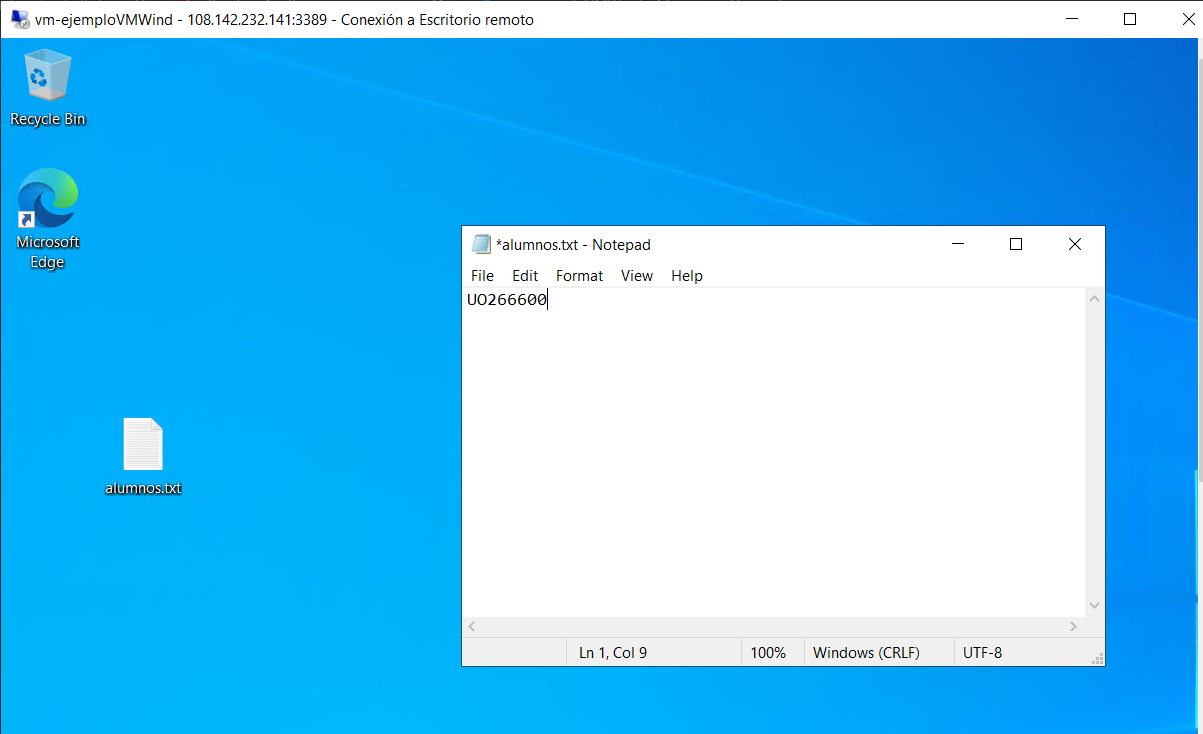 vm-ejemploVMWind - 108.142.232.141:3389 - Conexión a Escritorio remoto
Recycle Bin
Microsoft
Edge
alumnos.txt
*alumnos.txt - Notepad
File Edit Format View Help
UO266600
Ln 1, Col 9 100% Windows (CRLF) UTF-8